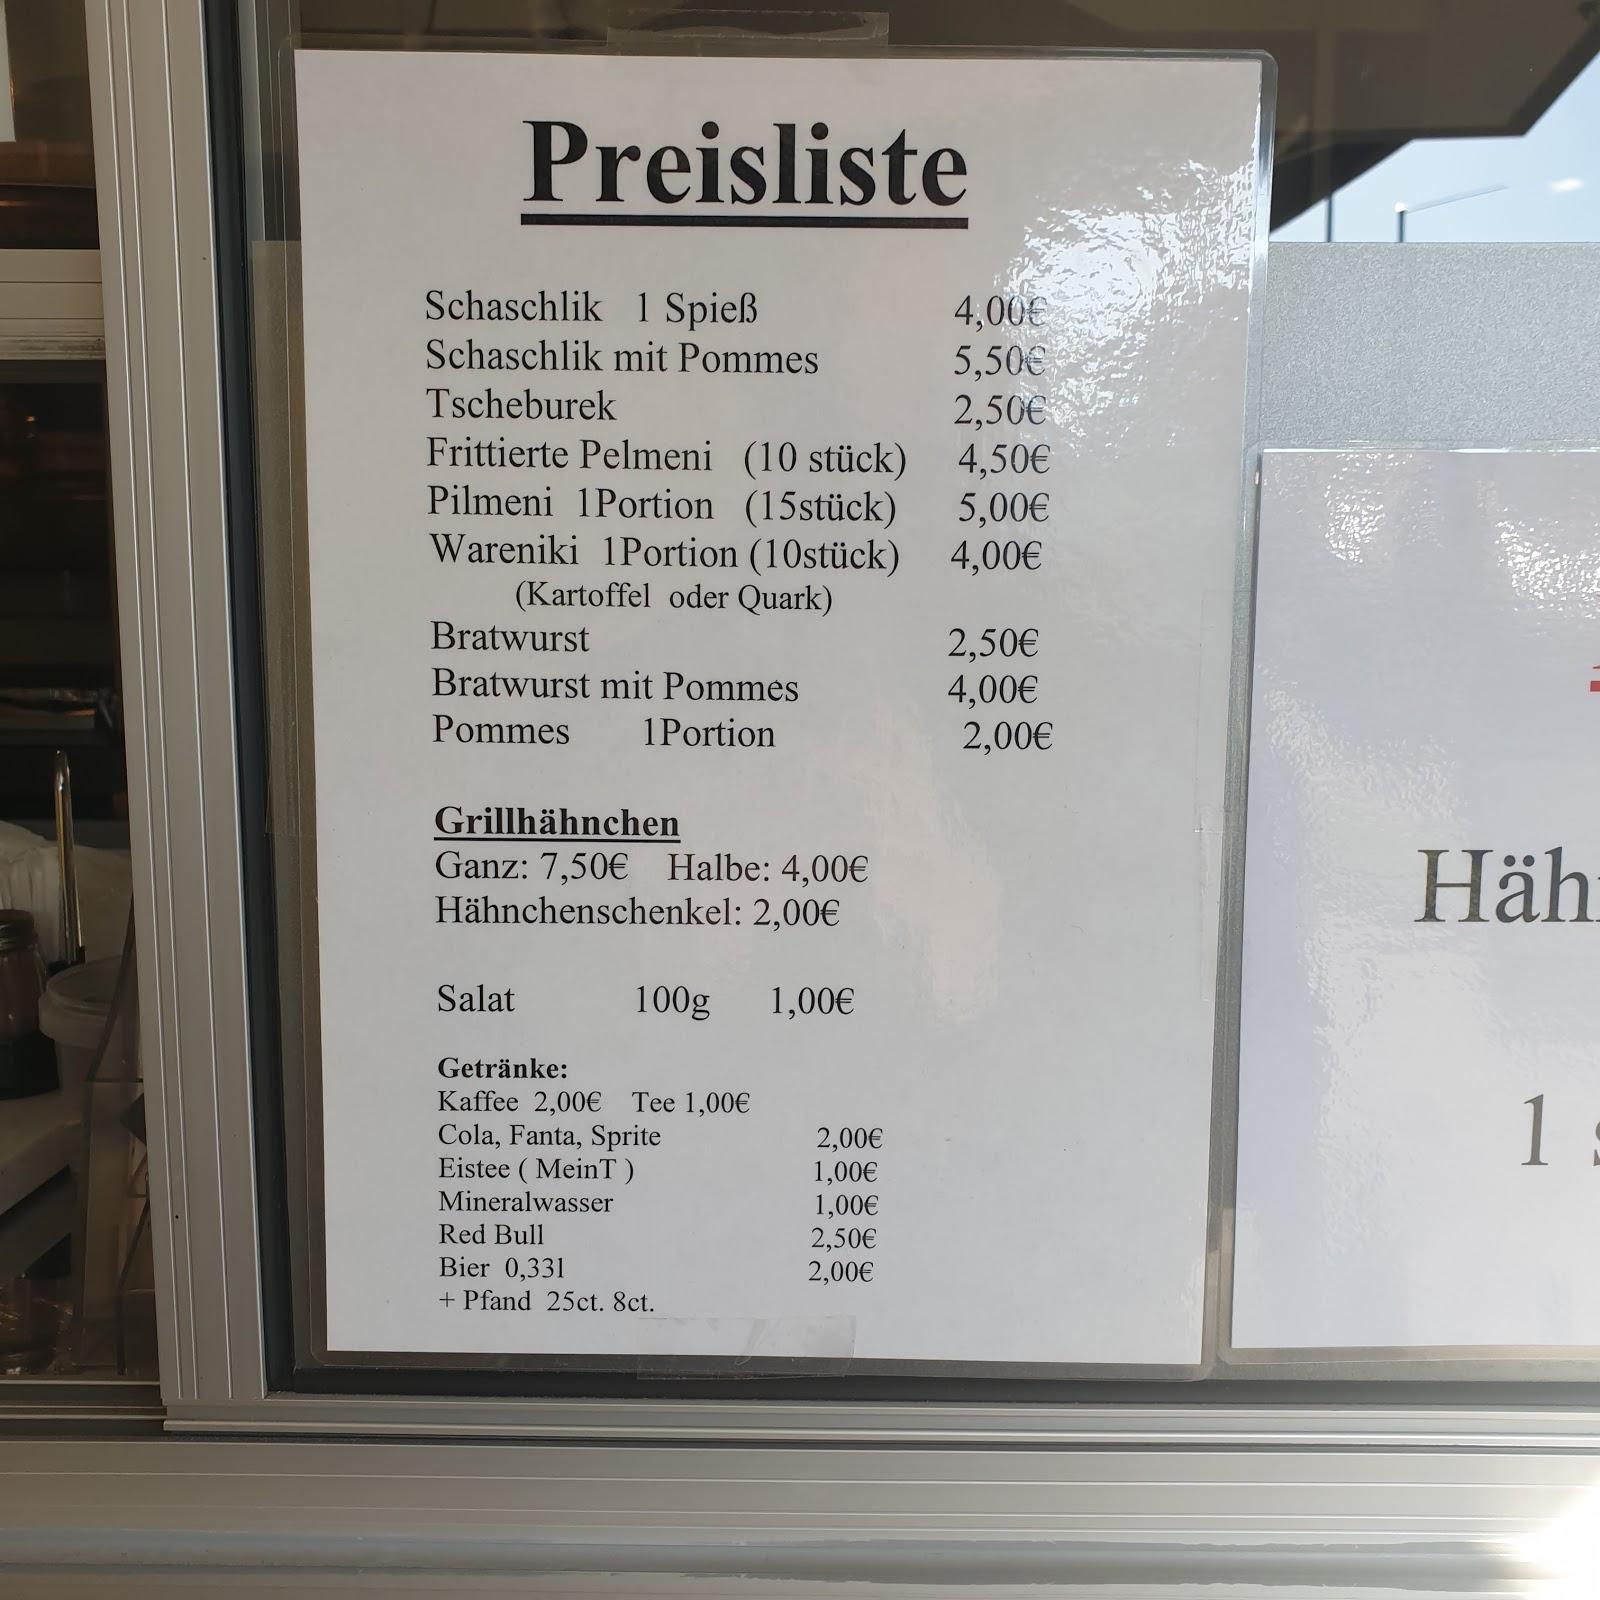 Preisliste
Schaschlik 1 Spieß 4,00€
Schaschlik mit Pommes 5,50€
Tscheburek 2,50€
Frittierte Pelmeni (10 stück) 4,50€
Pilmeni 1Portion (15stück) 5,00€
Wareniki 1Portion (10stück) 4,00€
(Kartoffel oder Quark)
Bratwurst 2,50€
Bratwurst mit Pommes 4,00€
Pommes 1Portion 2,00€
Grillhähnchen
Ganz: 7,50€ Halbe: 4,00€
Hähnchenschenkel: 2,00€
Salat 100g 1,00€
Getränke:
Kaffee 2,00€ Tee 1,00€
Cola, Fanta, Sprite 2,00€
Eistee ( MeinT ) 1,00€
Mineralwasser 1,00€
Red Bull 2,50€
Bier 0,33l 2,00€
+ Pfand 25ct. 8ct.
1